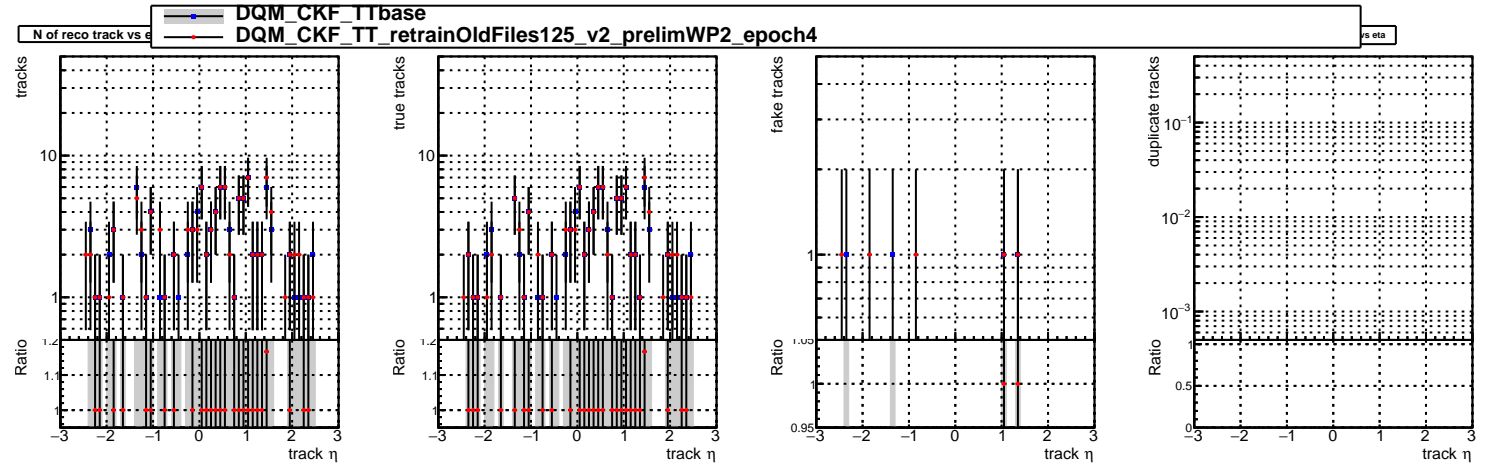 DQM_CKF_TTbase
DQM_CKF_TT_retrainOldFiles125_v2_prelimWP2_epoch4
N of reco track vs e
vs eta
tracks
10
1
Ratio
1.2
1.1
1
−3 −2 −1 0 1 2 3
track η
true tracks
10
1
Ratio
1.2
1.1
1
−3 −2 −1 0 1 2 3
track η
fake tracks
1
Ratio
1.05
1
0.95
−3 −2 −1 0 1 2 3
track η
duplicate tracks
10⁻¹
10⁻²
10⁻³
Ratio
1
0.5
0
−3 −2 −1 0 1 2 3
track η